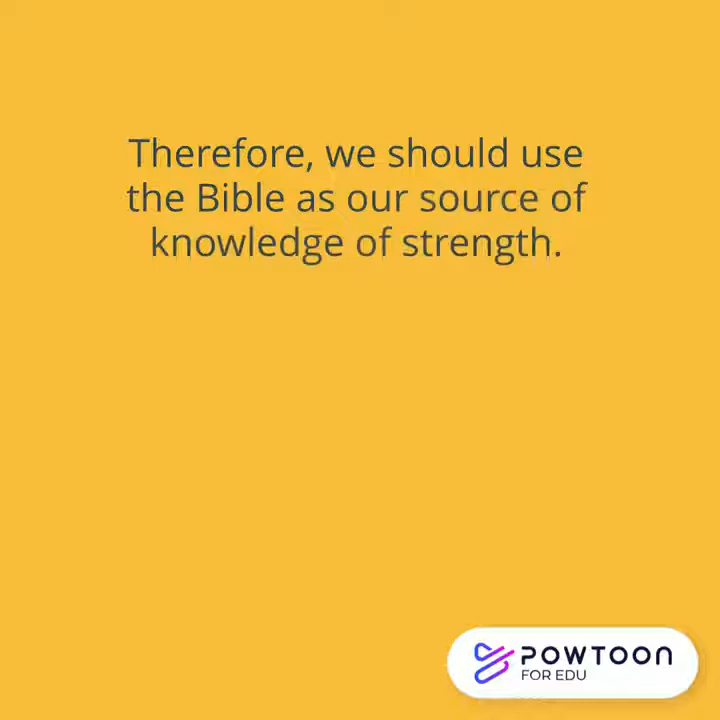 Therefore, we should use
the Bible as our source of
knowledge of strength.
POWTOON
FOR EDU